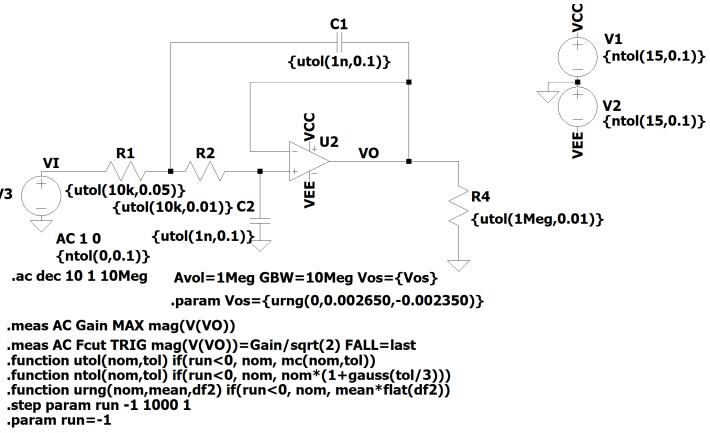 C1
{utol(1n,0.1)}
VCC
V1
{ntol(15,0.1)}
V2
{ntol(15,0.1)}
VEE
VCC
U2
VO
VEE
VI
R1
R2
V3
{utol(10k,0.05)}
{utol(10k,0.01)} C2
R4
{utol(1Meg,0.01)}
AC 1 0
{utol(1n,0.1)}
{ntol(0,0.1)}
.ac dec 10 1 10Meg
Avol=1Meg GBW=10Meg Vos={Vos}
.param Vos={urng(0,0.002650,-0.002350)}
.meas AC Gain MAX mag(V(VO))
.meas AC Fcut TRIG mag(V(VO))=Gain/sqrt(2) FALL=last
.function utol(nom,tol) if(run<0, nom, mc(nom,tol))
.function ntol(nom,tol) if(run<0, nom, nom*(1+gauss(tol/3)))
.function urng(nom,mean,df2) if(run<0, nom, mean*flat(df2))
.step param run -1 1000 1
.param run=-1